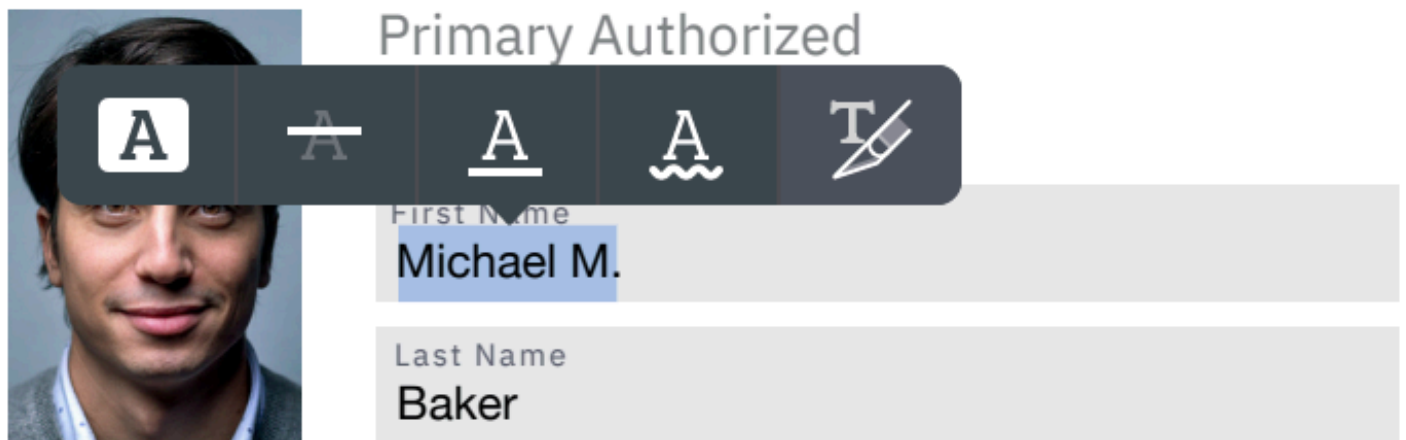 Primary Authorized
A A A A T
First Name
Michael M.
Last Name
Baker